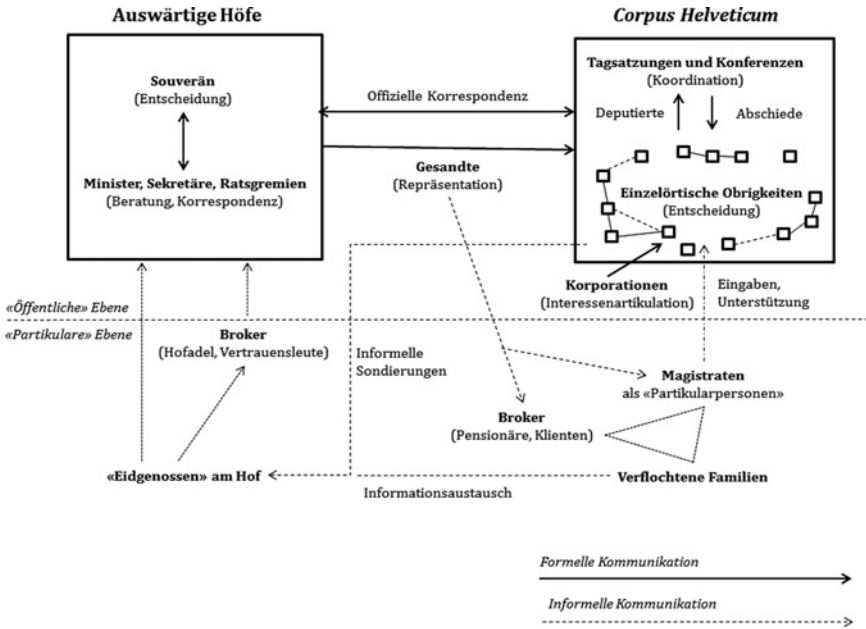 Auswärtige Höfe
Corpus Helveticum
Souverän
(Entscheidung)
Minister, Sekretäre, Ratsgremien
(Beratung, Korrespondenz)
Offizielle Korrespondenz
Gesandte
(Repräsentation)
Tagsatzungen und Konferenzen
(Koordination)
Deputierte
Abschiede
Einzelörtische Obrigkeiten
(Entscheidung)
Korporationen
(Interessenartikulation)
Eingaben,
Unterstützung
«Öffentliche» Ebene
«Partikulare» Ebene
Broker
(Hofadel, Vertrauensleute)
Informelle
Sondierungen
Magistraten
als «Partikularpersonen»
Broker
(Pensionäre, Klienten)
«Eidgenossen» am Hof
Verflochtene Familien
Informationsaustausch
Formelle Kommunikation
Informelle Kommunikation